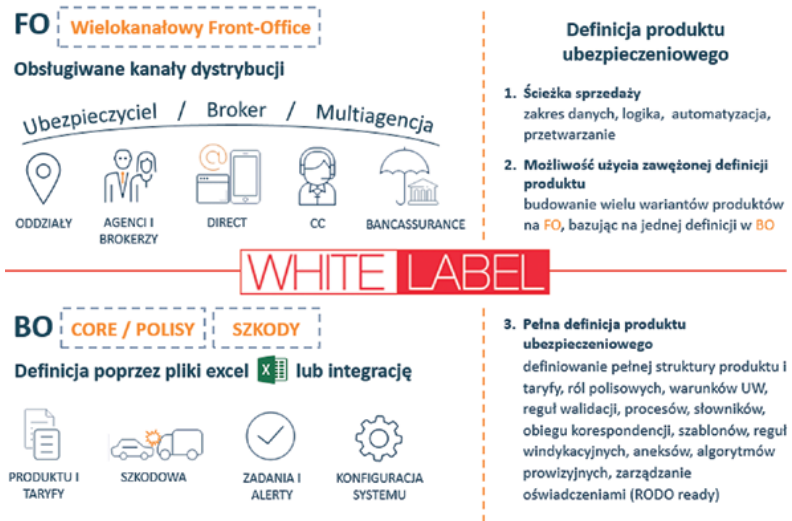 FO Wielokanałowy Front-Office
Obsługiwane kanały dystrybucji
Ubezpieczyciel / Broker / Multiagencja
ODDZIAŁY
AGENCI I
BROKERZY
DIRECT
CC
BANCASSURANCE
Definicja produktu
ubezpieczeniowego
1. Ścieżka sprzedaży
zakres danych, logika, automatyzacja,
przetwarzanie
2. Możliwość użycia zawężonej definicji
produktu
budowanie wielu wariantów produktów
na FO, bazując na jednej definicji w BO
WHITE LABEL
BO CORE / POLISY SZKODY
Definicja poprzez pliki excel X lub integrację
PRODUKTU I
TARYFY
SZKODOWA
ZADANIA I
ALERTY
KONFIGURACJA
SYSTEMU
3. Pełna definicja produktu
ubezpieczeniowego
definiowanie pełnej struktury produktu i
taryfy, ról polisowych, warunków UW,
reguł walidacji, procesów, słowników,
obiegu korespondencji, szablonów, reguł
windykacyjnych, aneksów, algorytmów
prowizyjnych, zarządzanie
oświadczeniami (RODO ready)